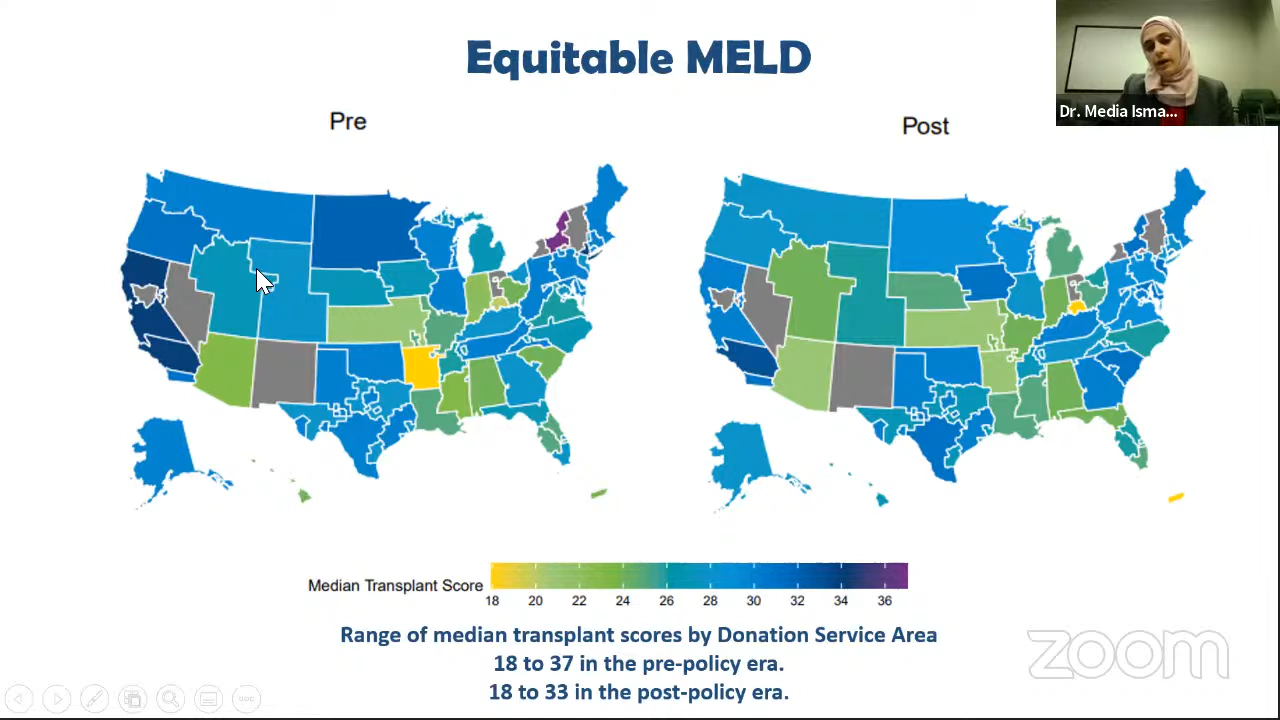 Equitable MELD
Dr. Media Isma...
Pre
Post
Median Transplant Score
18 20 22 24 26 28 30 32 34 36
Range of median transplant scores by Donation Service Area
18 to 37 in the pre-policy era.
18 to 33 in the post-policy era.
zoom